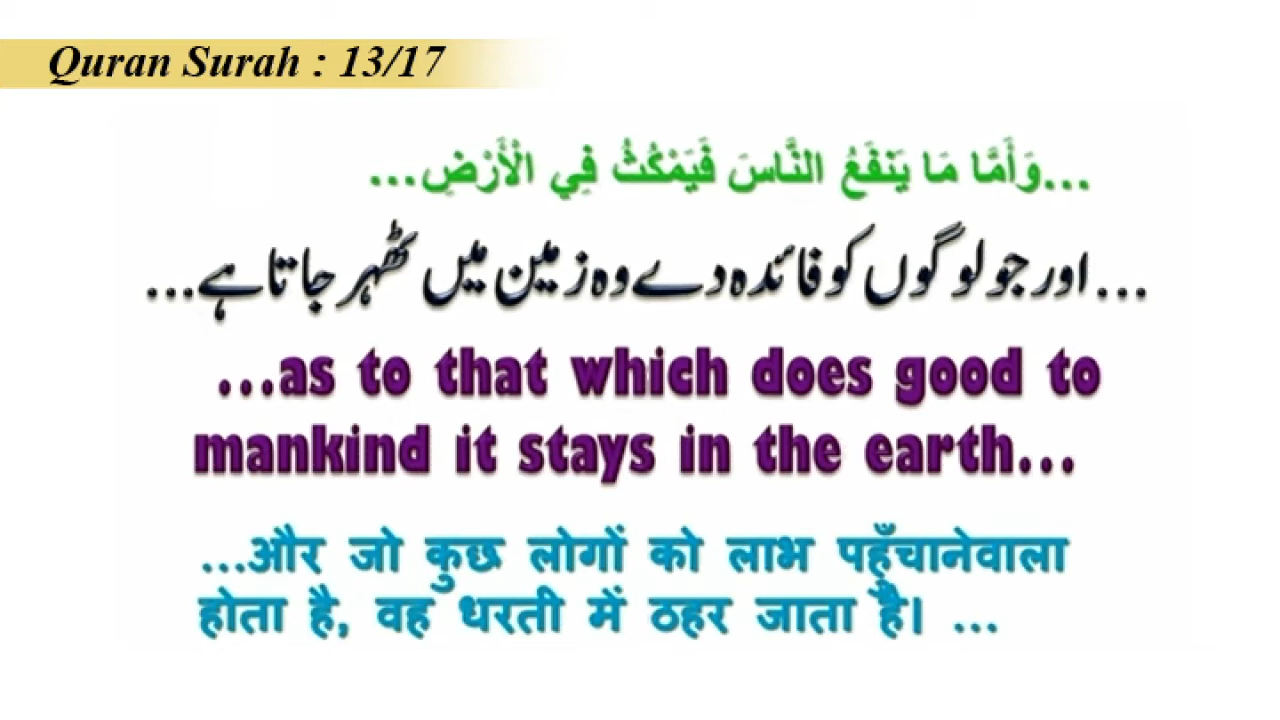 Quran Surah : 13/17
...وَأَمَّا مَا يَنفَعُ النَّاسَ فَيَمْكُثُ فِي الْأَرْضِ...
...اور جو لوگوں کو فائدہ دے وہ زمین میں ٹھہر جاتا ہے...
...as to that which does good to
mankind it stays in the earth...
...और जो कुछ लोगों को लाभ पहुँचानेवाला
होता है, वह धरती में ठहर जाता है। ...